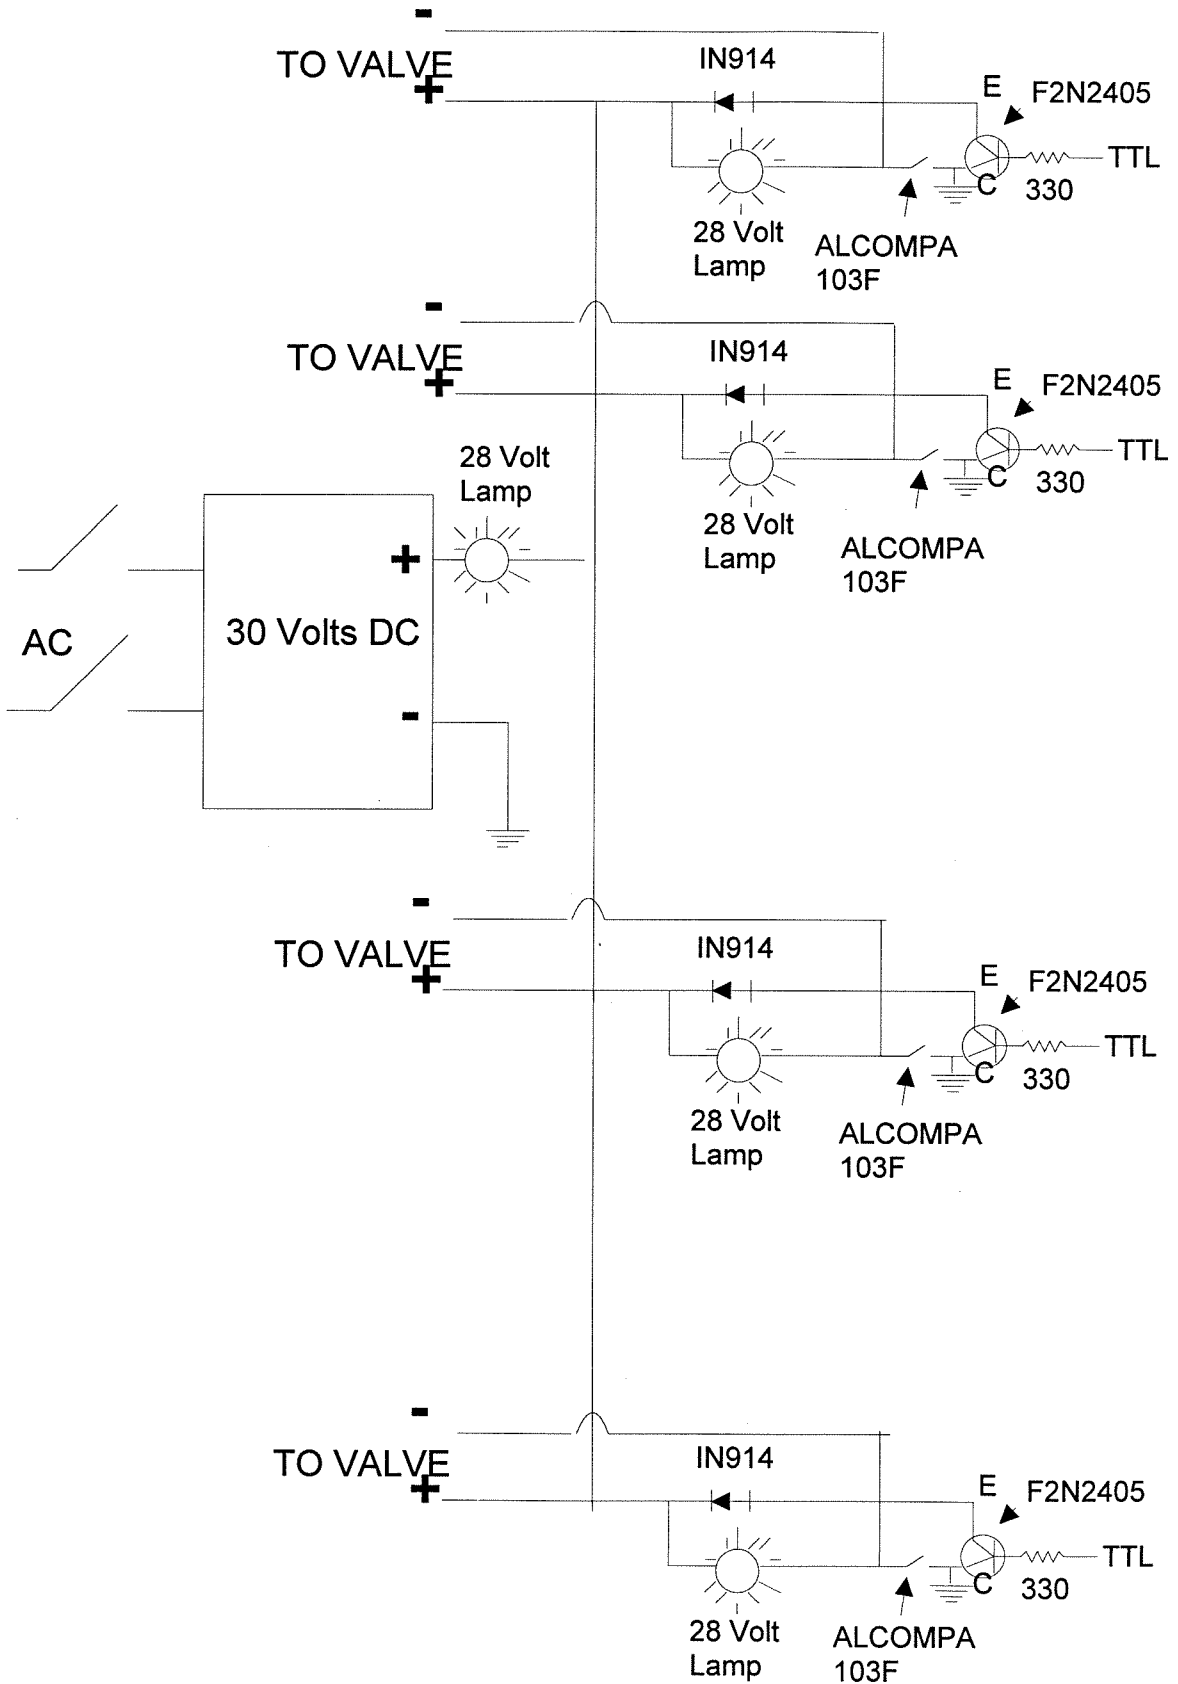 -
TO VALVE
+
IN914
E
F2N2405
TTL
C
330
28 Volt
Lamp
ALCOMPA
103F
-
TO VALVE
+
IN914
E
F2N2405
TTL
C
330
28 Volt
Lamp
ALCOMPA
103F
28 Volt
Lamp
+
AC
30 Volts DC
-
-
TO VALVE
+
IN914
E
F2N2405
TTL
C
330
28 Volt
Lamp
ALCOMPA
103F
-
TO VALVE
+
IN914
E
F2N2405
TTL
C
330
28 Volt
Lamp
ALCOMPA
103F